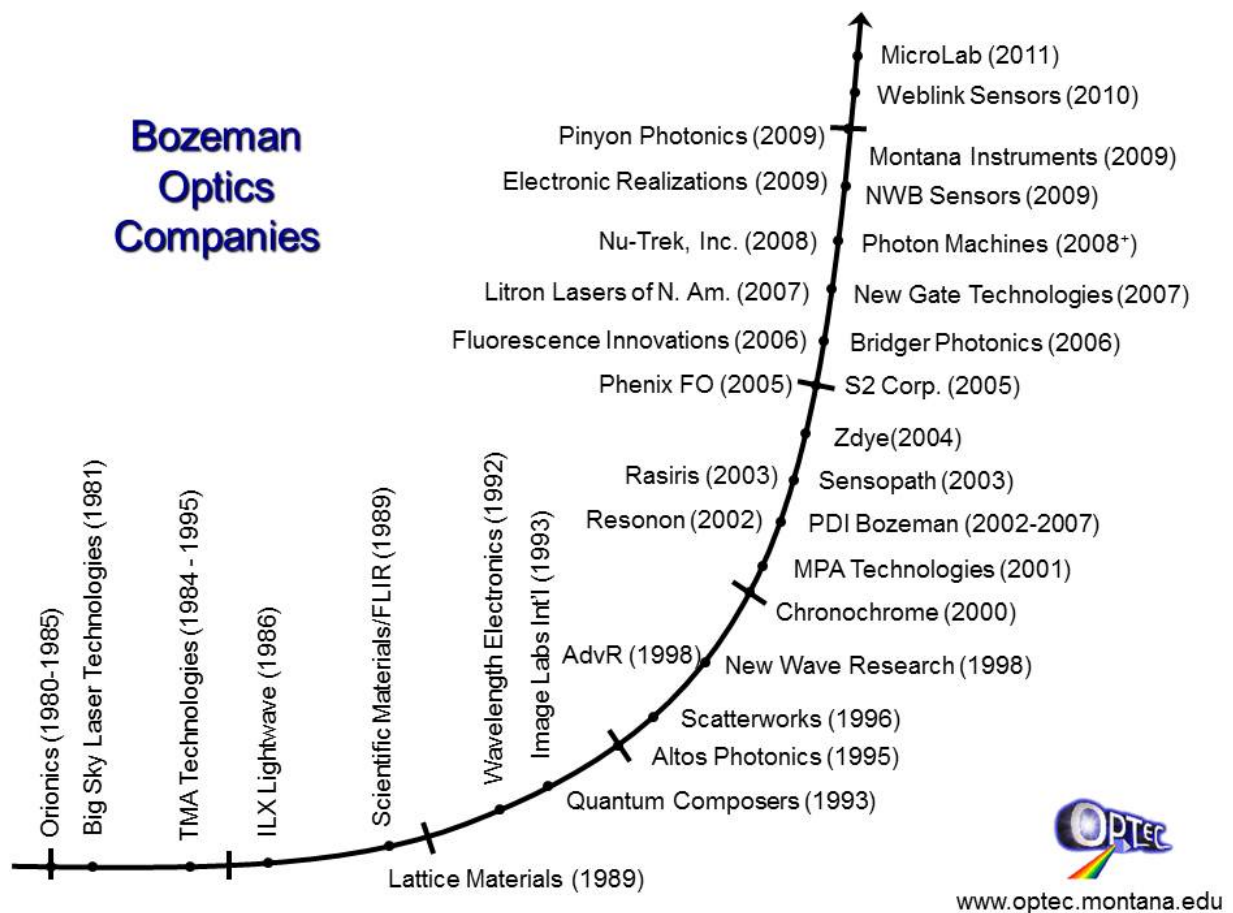 Bozeman
Optics
Companies
MicroLab (2011)
Weblink Sensors (2010)
Pinyon Photonics (2009)
Montana Instruments (2009)
Electronic Realizations (2009)
NWB Sensors (2009)
Nu-Trek, Inc. (2008)
Photon Machines (2008⁺)
Litron Lasers of N. Am. (2007)
New Gate Technologies (2007)
Fluorescence Innovations (2006)
Bridger Photonics (2006)
Phenix FO (2005)
S2 Corp. (2005)
Zdye(2004)
Rasiris (2003)
Sensopath (2003)
Resonon (2002)
PDI Bozeman (2002-2007)
MPA Technologies (2001)
Chronochrome (2000)
AdvR (1998)
New Wave Research (1998)
Scatterworks (1996)
Altos Photonics (1995)
Quantum Composers (1993)
Orionics (1980-1985)
Big Sky Laser Technologies (1981)
TMA Technologies (1984 - 1995)
ILX Lightwave (1986)
Scientific Materials/FLIR (1989)
Wavelength Electronics (1992)
Image Labs Int'l (1993)
Lattice Materials (1989)
OPTEC
www.optec.montana.edu